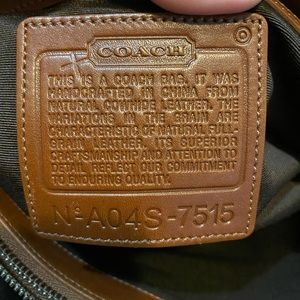 COACH
THIS IS A COACH BAG. IT WAS
HANDCRAFTED IN CHINA FROM
NATURAL COWHIDE LEATHER. THE
VARIATIONS IN THE GRAIN ARE
CHARACTERISTIC OF NATURAL FULL-
GRAIN LEATHER. ITS SUPERIOR
CRAFTSMANSHIP AND ATTENTION TO
DETAIL REFLECT OUR COMMITMENT
TO ENDURING QUALITY.
Nº A04S-7515